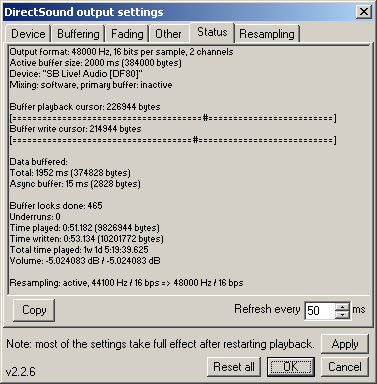 DirectSound output settings
Device Buffering Fading Other Status Resampling
Output format: 48000 Hz, 16 bits per sample, 2 channels
Active buffer size: 2000 ms (384000 bytes)
Device: "SB Live! Audio [DF80]"
Mixing: software, primary buffer: inactive
Buffer playback cursor: 226944 bytes
[=====================================#========================]
Buffer write cursor: 214944 bytes
[===================================#==========================]
Data buffered:
Total: 1952 ms (374828 bytes)
Async buffer: 15 ms (2828 bytes)
Buffer locks done: 465
Underruns: 0
Time played: 0:51.182 (9826944 bytes)
Time written: 0:53.134 (10201772 bytes)
Total time played: 1w 1d 5:19:39.625
Volume: -5.024083 dB / -5.024083 dB
Resampling: active, 44100 Hz / 16 bps => 48000 Hz / 16 bps
Copy Refresh every 50 ms
Note: most of the settings take full effect after restarting playback. Apply
v2.2.6 Reset all OK Cancel